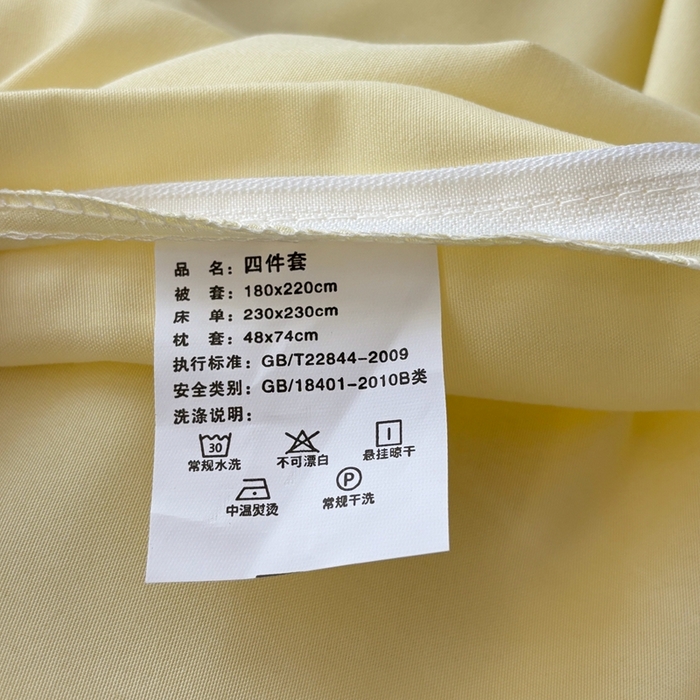 品 名：四件套
被 套：180x220cm
床 单：230x230cm
枕 套：48x74cm
执行标准：GB/T22844-2009
安全类别：GB/18401-2010B类
洗涤说明：
30
常规水洗 不可漂白 悬挂晾干
P
中温熨烫 常规干洗